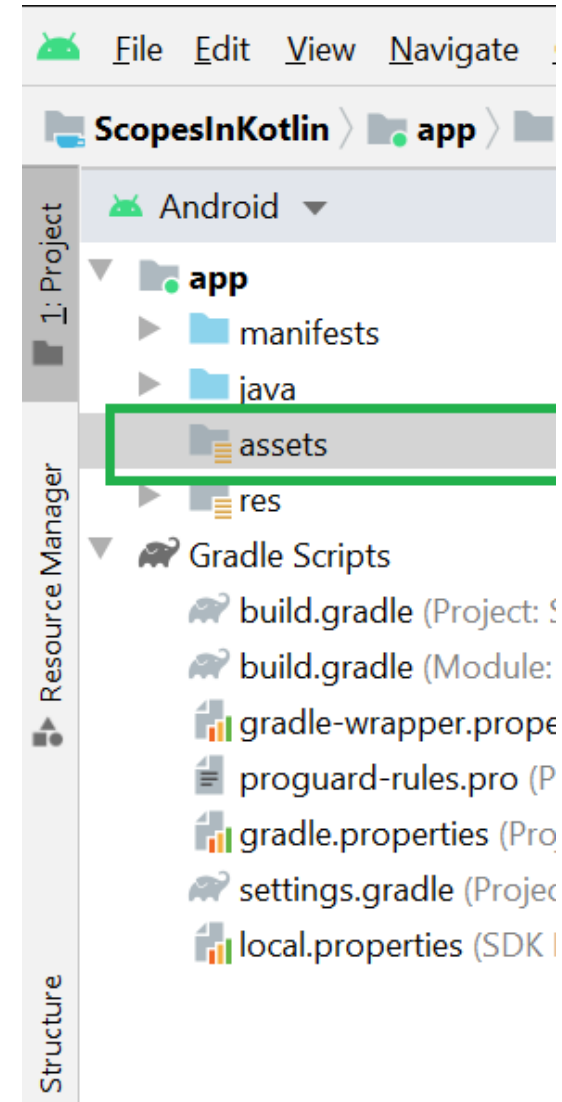 File Edit View Navigate
ScopesInKotlin app
Android
1: Project
app
manifests
java
assets
res
Resource Manager
Gradle Scripts
build.gradle (Project:
build.gradle (Module:
gradle-wrapper.prope
proguard-rules.pro (P
gradle.properties (Pro
settings.gradle (Projec
local.properties (SDK
Structure